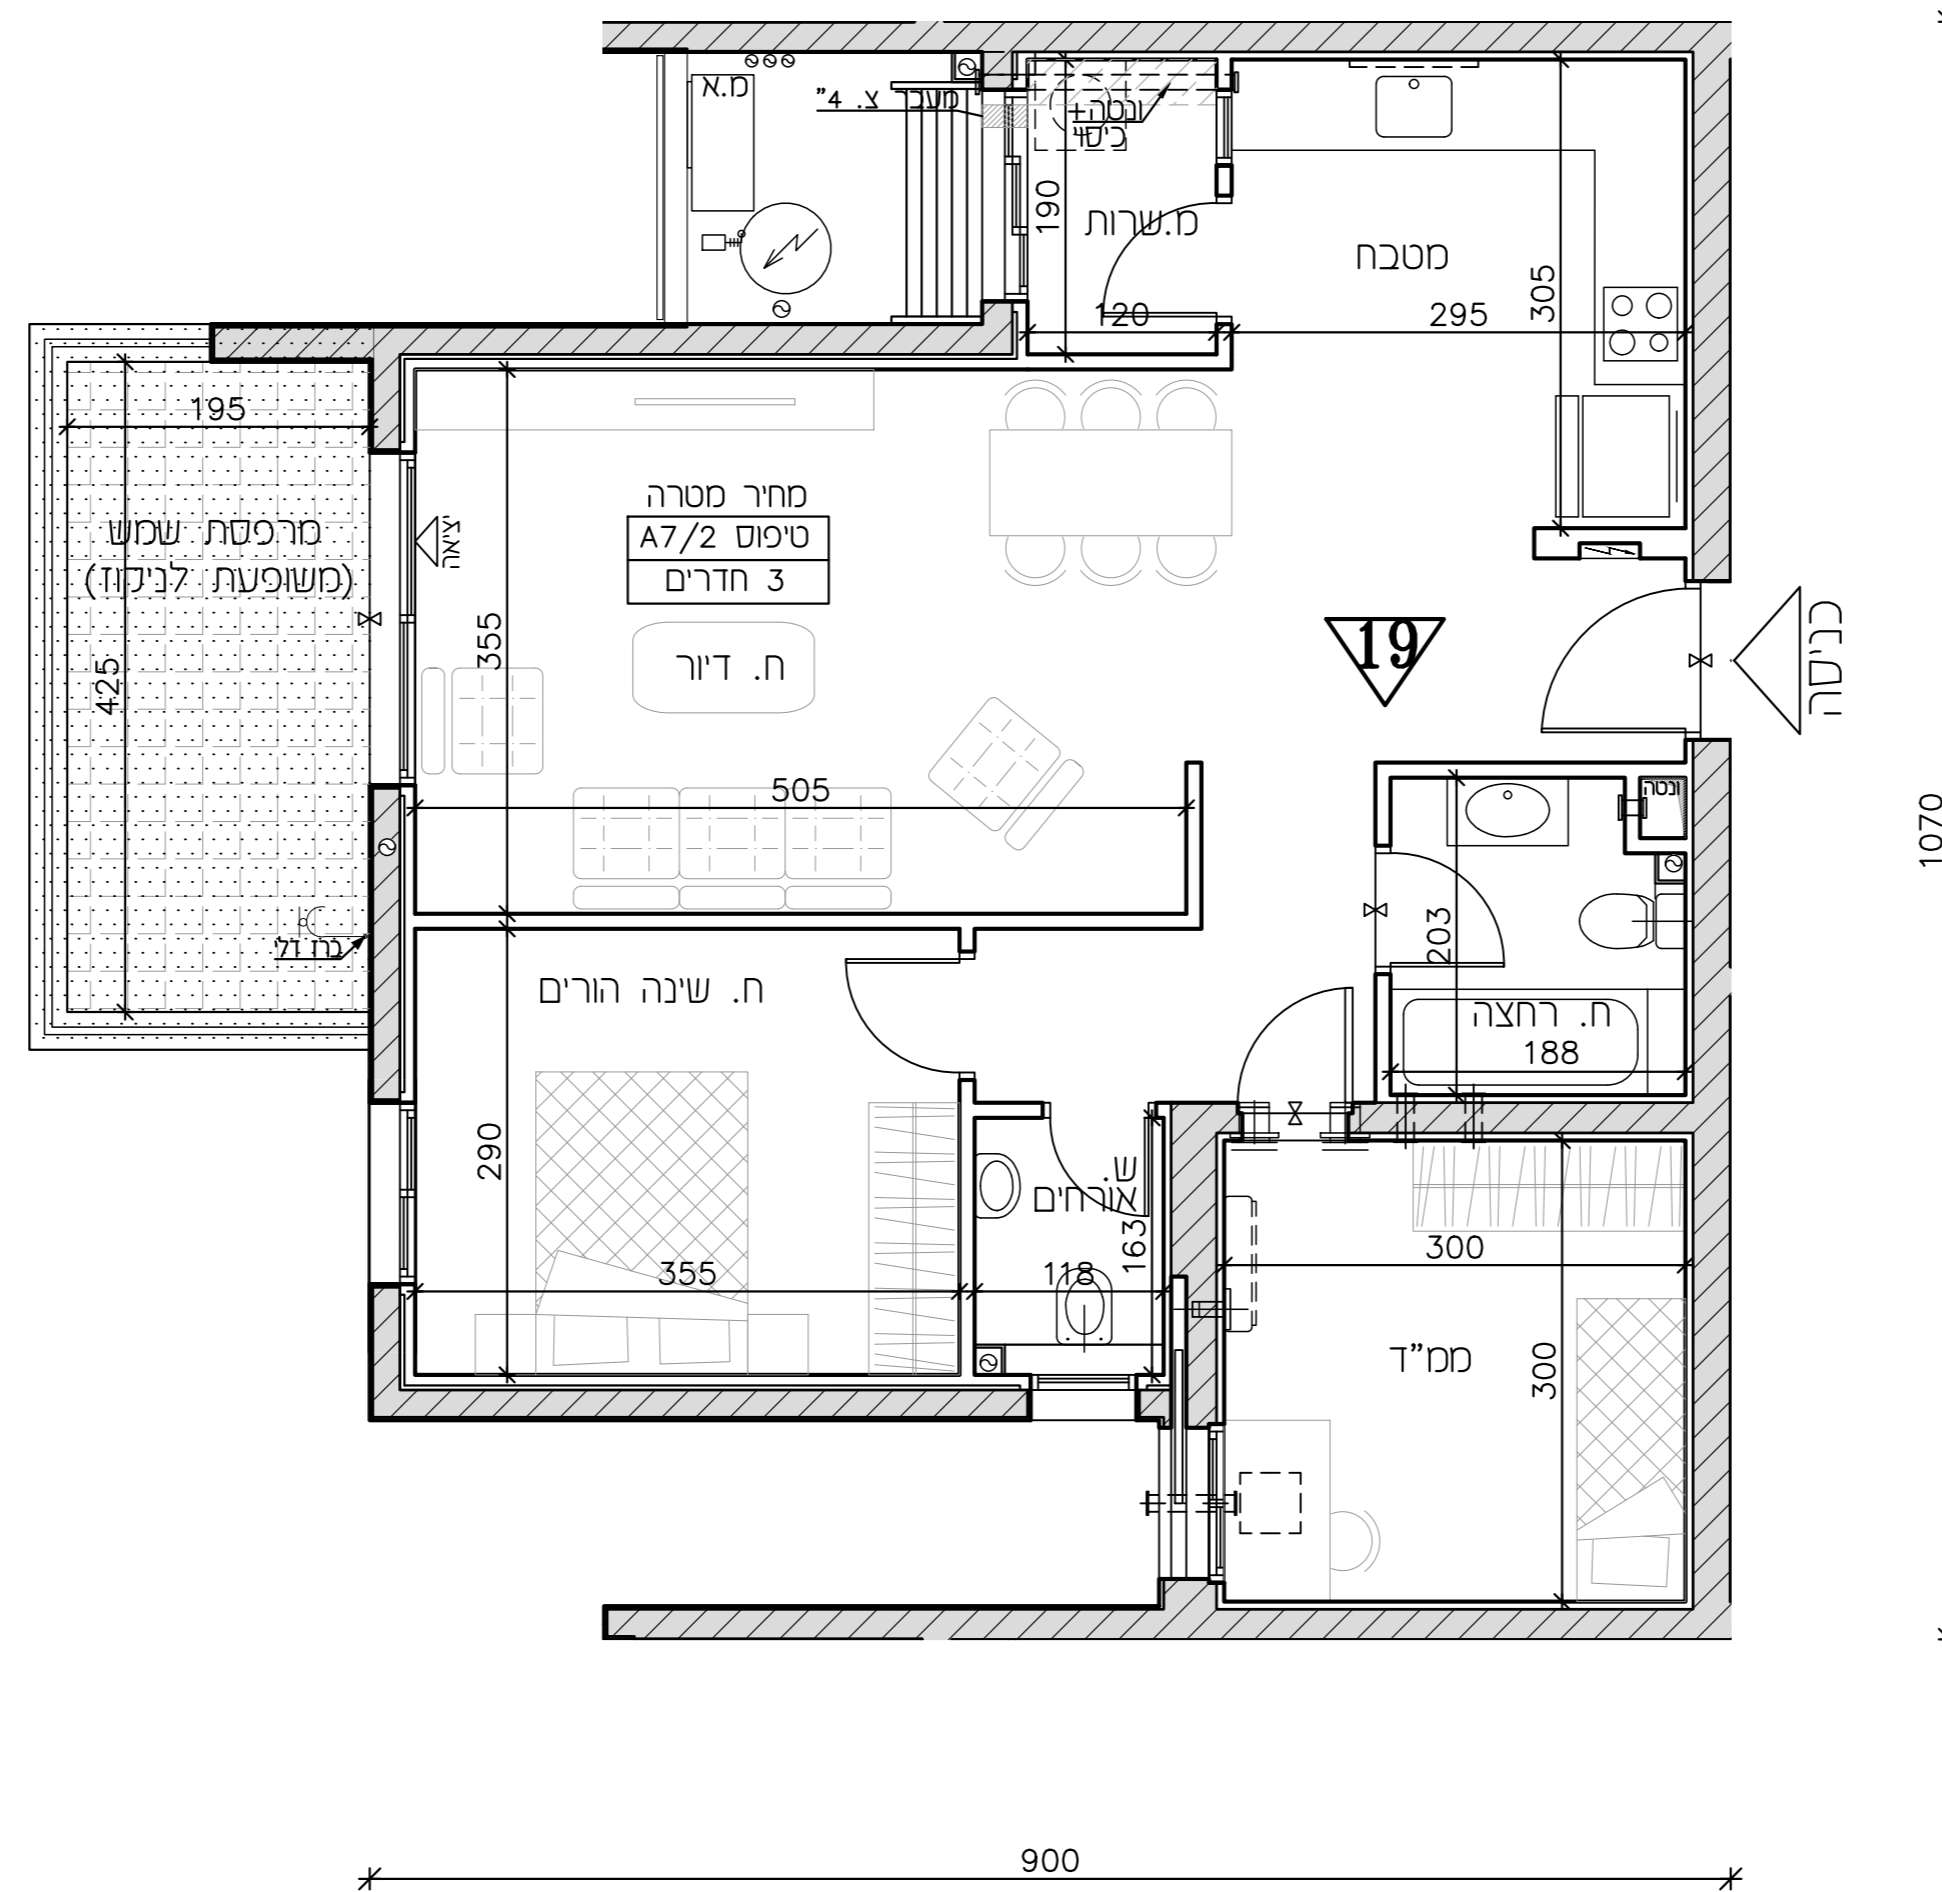 מ.א
מעבר צ. 4"
ונטה+
כיסוי
190
מ.שרות
מטבח
305
120
295
195
מרפסת שמש
(משופעת לניקוז)
425
יציאה
מחיר מטרה
טיפוס A7/2
3 חדרים
355
ח. דיור
19
כניסה
505
ונטה
203
ברז דלי
ח. שינה הורים
ח. רחצה
188
1070
290
ש.
אורחים
163
355
118
300
ממ"ד
300
900